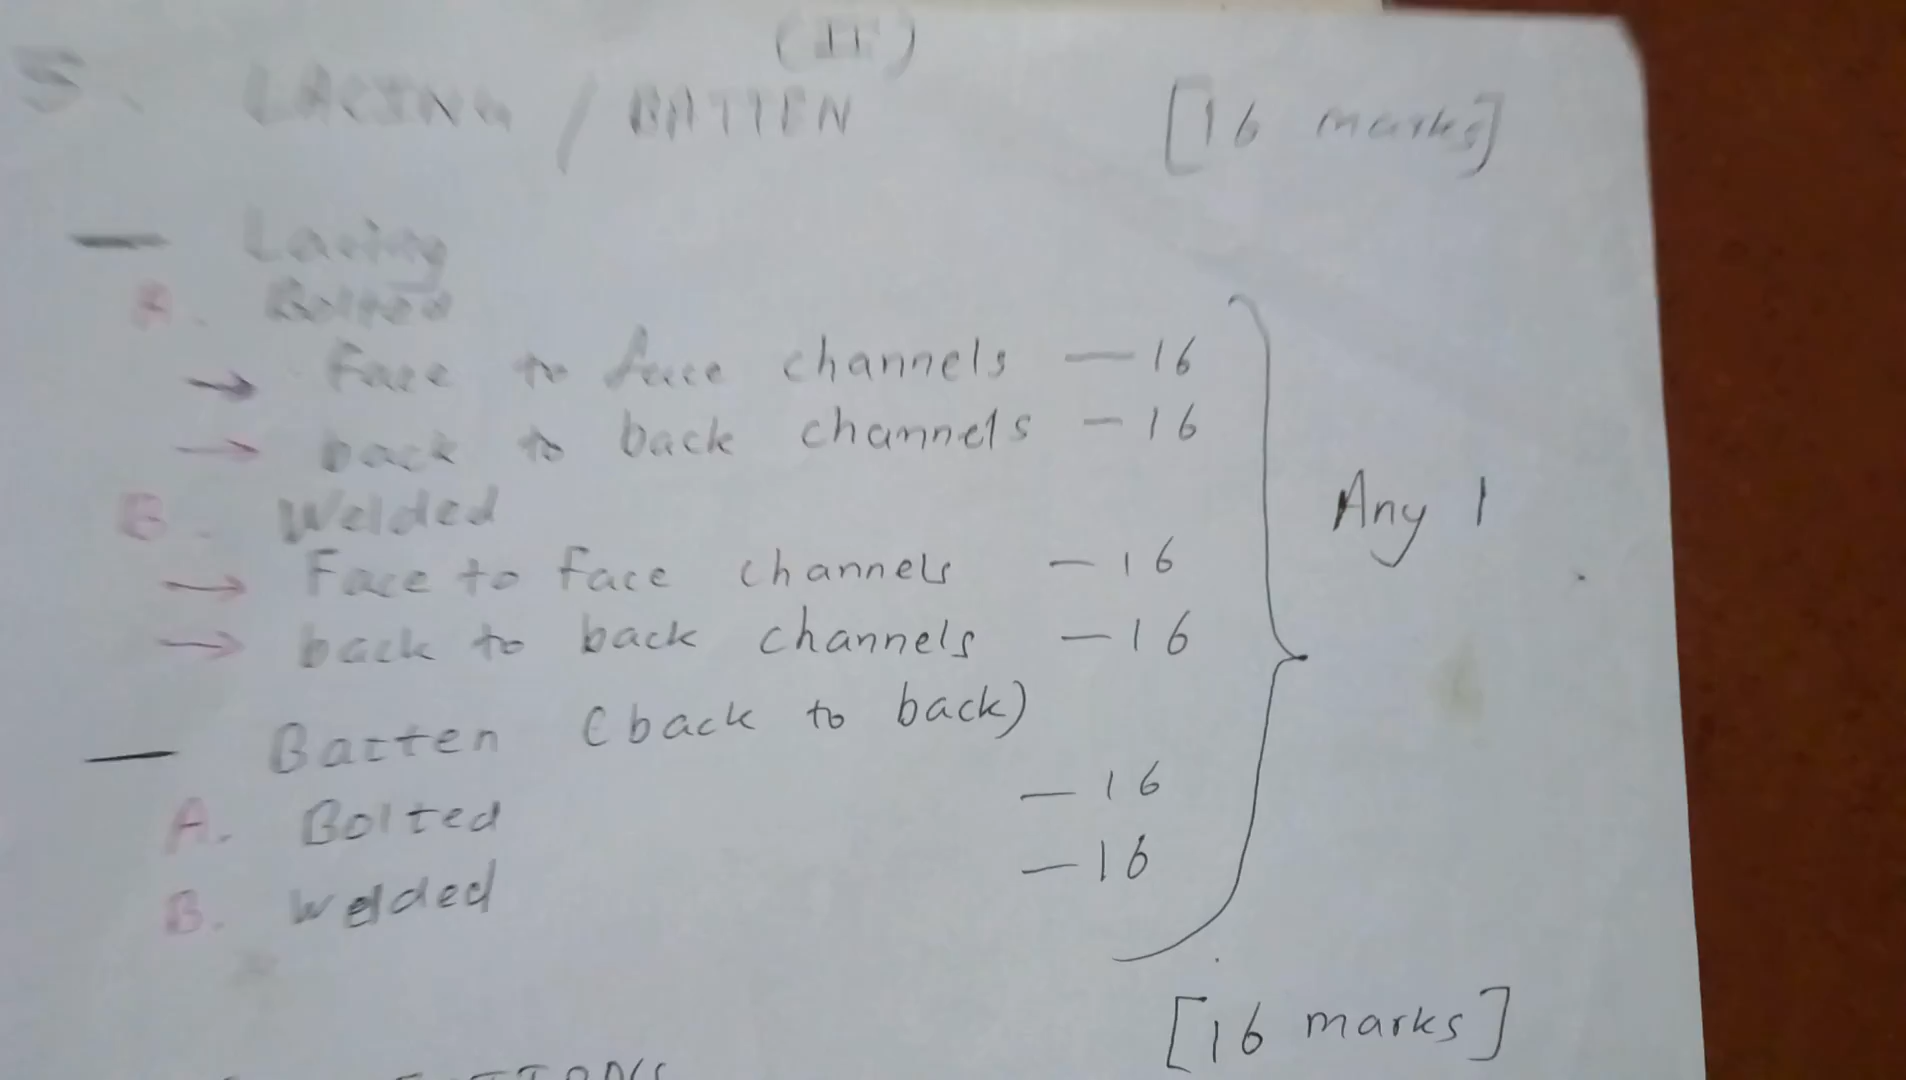 (II)
5. LACING / BATTEN [16 marks]
— Lacing
A. Bolted
→ Face to face channels — 16
→ back to back channels — 16
B. Welded
→ Face to face channels — 16
→ back to back channels — 16
Any 1
— Batten (back to back)
A. Bolted — 16
B. Welded — 16
[16 marks]